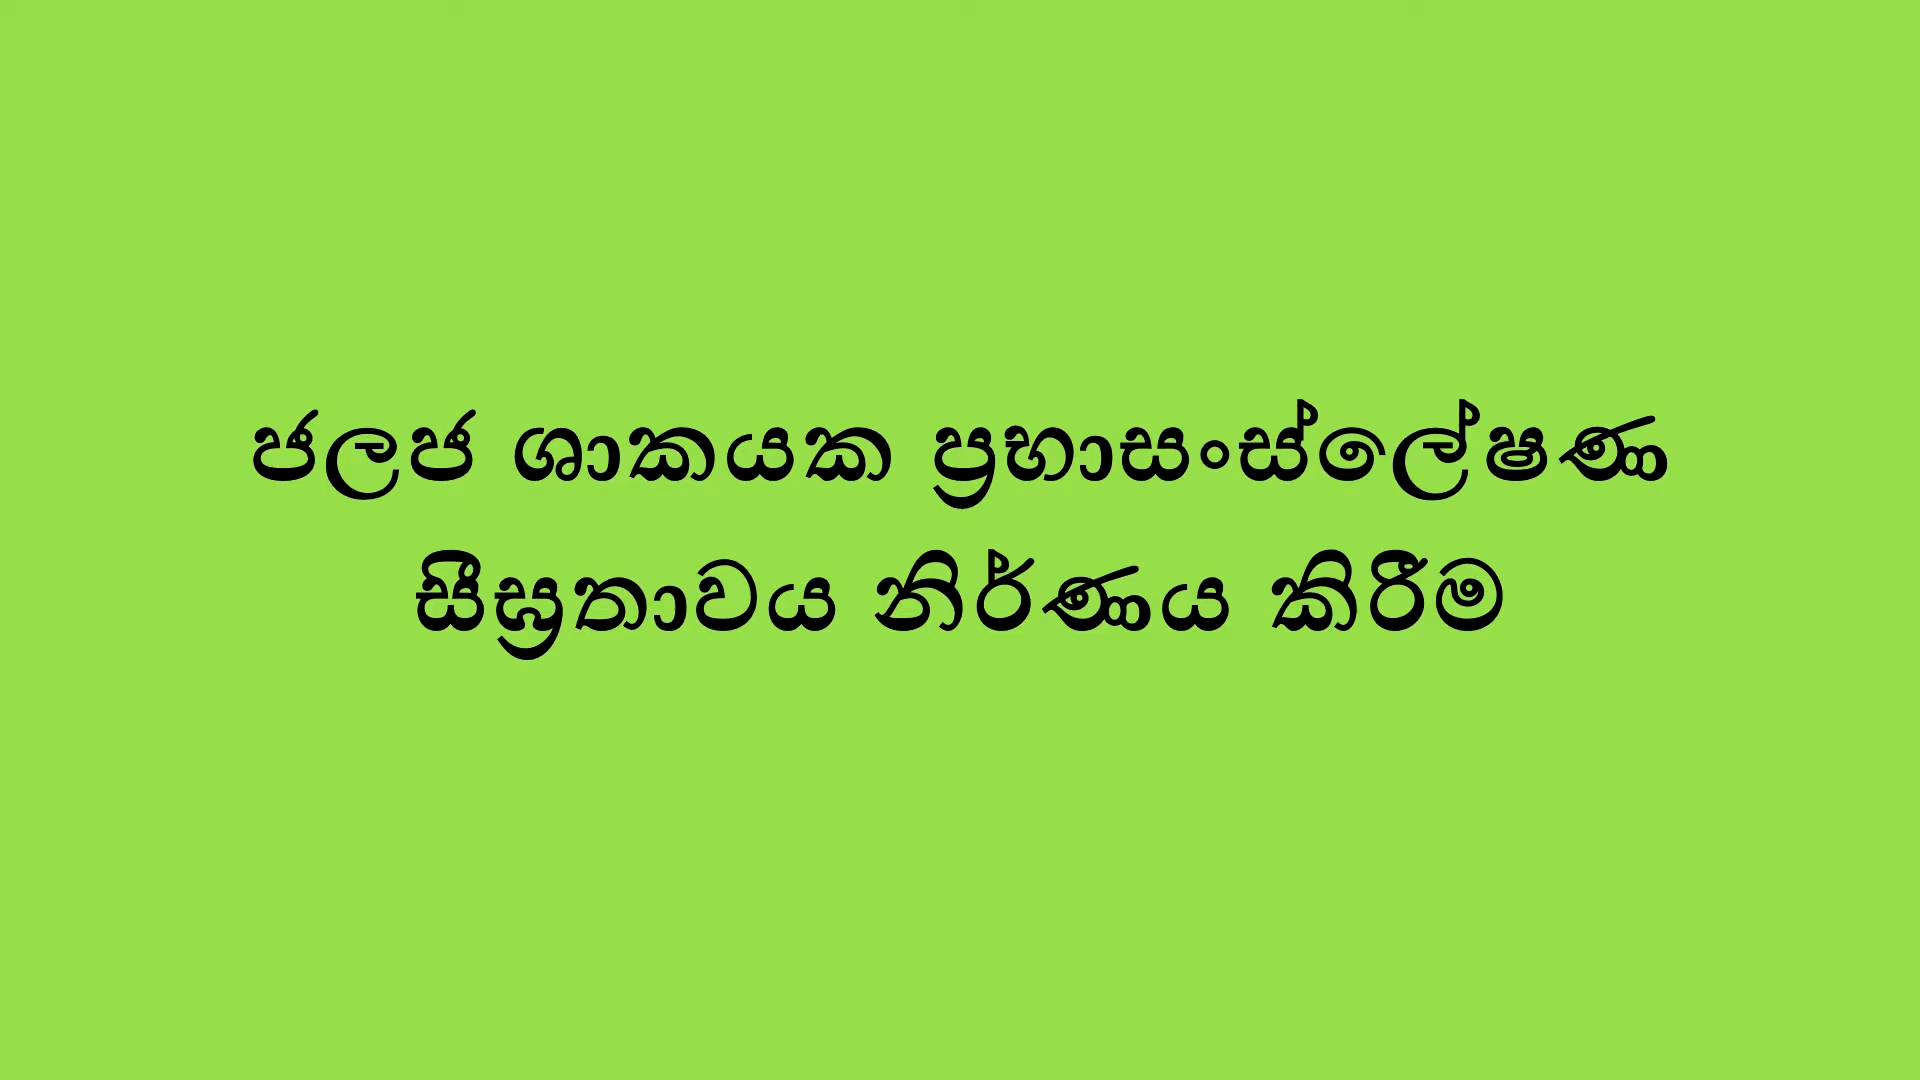 ජලජ ශාකයක ප්‍රභාසංස්ලේෂණ
සීඝ්‍රතාවය නිර්ණය කිරීම